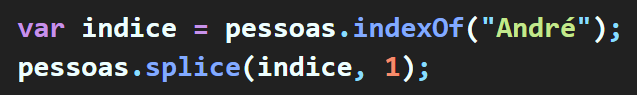 var indice = pessoas.indexOf("André");
pessoas.splice(indice, 1);